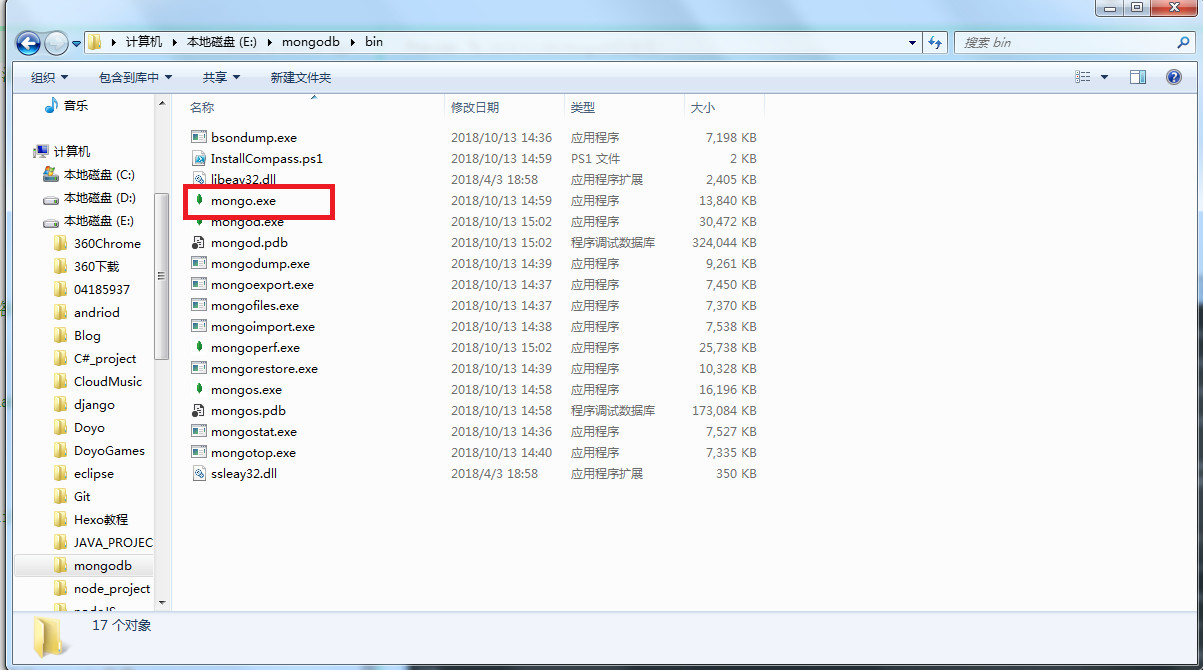 计算机 本地磁盘 (E:) mongodb bin 搜索 bin
组织 包含到库中 共享 新建文件夹
音乐
计算机
本地磁盘 (C:)
本地磁盘 (D:)
本地磁盘 (E:)
360Chrome
360下载
04185937
andriod
Blog
C#_project
CloudMusic
django
Doyo
DoyoGames
eclipse
Git
Hexo教程
JAVA_PROJEC
mongodb
node_project
名称 修改日期 类型 大小
bsondump.exe 2018/10/13 14:36 应用程序 7,198 KB
InstallCompass.ps1 2018/10/13 14:59 PS1 文件 2 KB
libeay32.dll 2018/4/3 18:58 应用程序扩展 2,405 KB
mongo.exe 2018/10/13 14:59 应用程序 13,840 KB
mongod.exe 2018/10/13 15:02 应用程序 30,472 KB
mongod.pdb 2018/10/13 15:02 程序调试数据库 324,044 KB
mongodump.exe 2018/10/13 14:39 应用程序 9,261 KB
mongoexport.exe 2018/10/13 14:37 应用程序 7,450 KB
mongofiles.exe 2018/10/13 14:37 应用程序 7,370 KB
mongoimport.exe 2018/10/13 14:38 应用程序 7,538 KB
mongoperf.exe 2018/10/13 15:02 应用程序 25,738 KB
mongorestore.exe 2018/10/13 14:39 应用程序 10,328 KB
mongos.exe 2018/10/13 14:58 应用程序 16,196 KB
mongos.pdb 2018/10/13 14:58 程序调试数据库 173,084 KB
mongostat.exe 2018/10/13 14:36 应用程序 7,527 KB
mongotop.exe 2018/10/13 14:40 应用程序 7,335 KB
ssleay32.dll 2018/4/3 18:58 应用程序扩展 350 KB
17 个对象